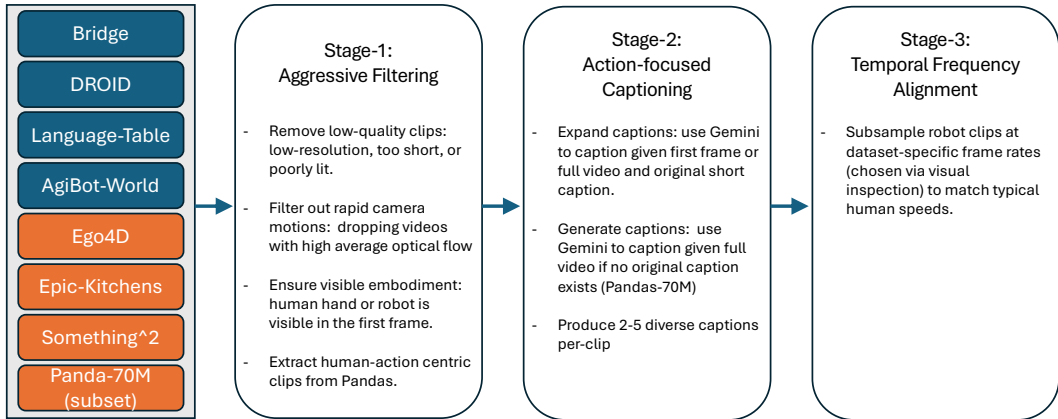 Bridge
DROID
Language-Table
AgiBot-World
Ego4D
Epic-Kitchens
Something^2
Panda-70M
(subset)
Stage-1:
Aggressive Filtering
- Remove low-quality clips:
low-resolution, too short, or
poorly lit.
- Filter out rapid camera
motions: dropping videos
with high average optical flow
- Ensure visible embodiment:
human hand or robot is
visible in the first frame.
- Extract human-action centric
clips from Pandas.
Stage-2:
Action-focused
Captioning
- Expand captions: use Gemini
to caption given first frame or
full video and original short
caption.
- Generate captions: use
Gemini to caption given full
video if no original caption
exists (Pandas-70M)
- Produce 2-5 diverse captions
per-clip
Stage-3:
Temporal Frequency
Alignment
- Subsample robot clips at
dataset-specific frame rates
(chosen via visual
inspection) to match typical
human speeds.